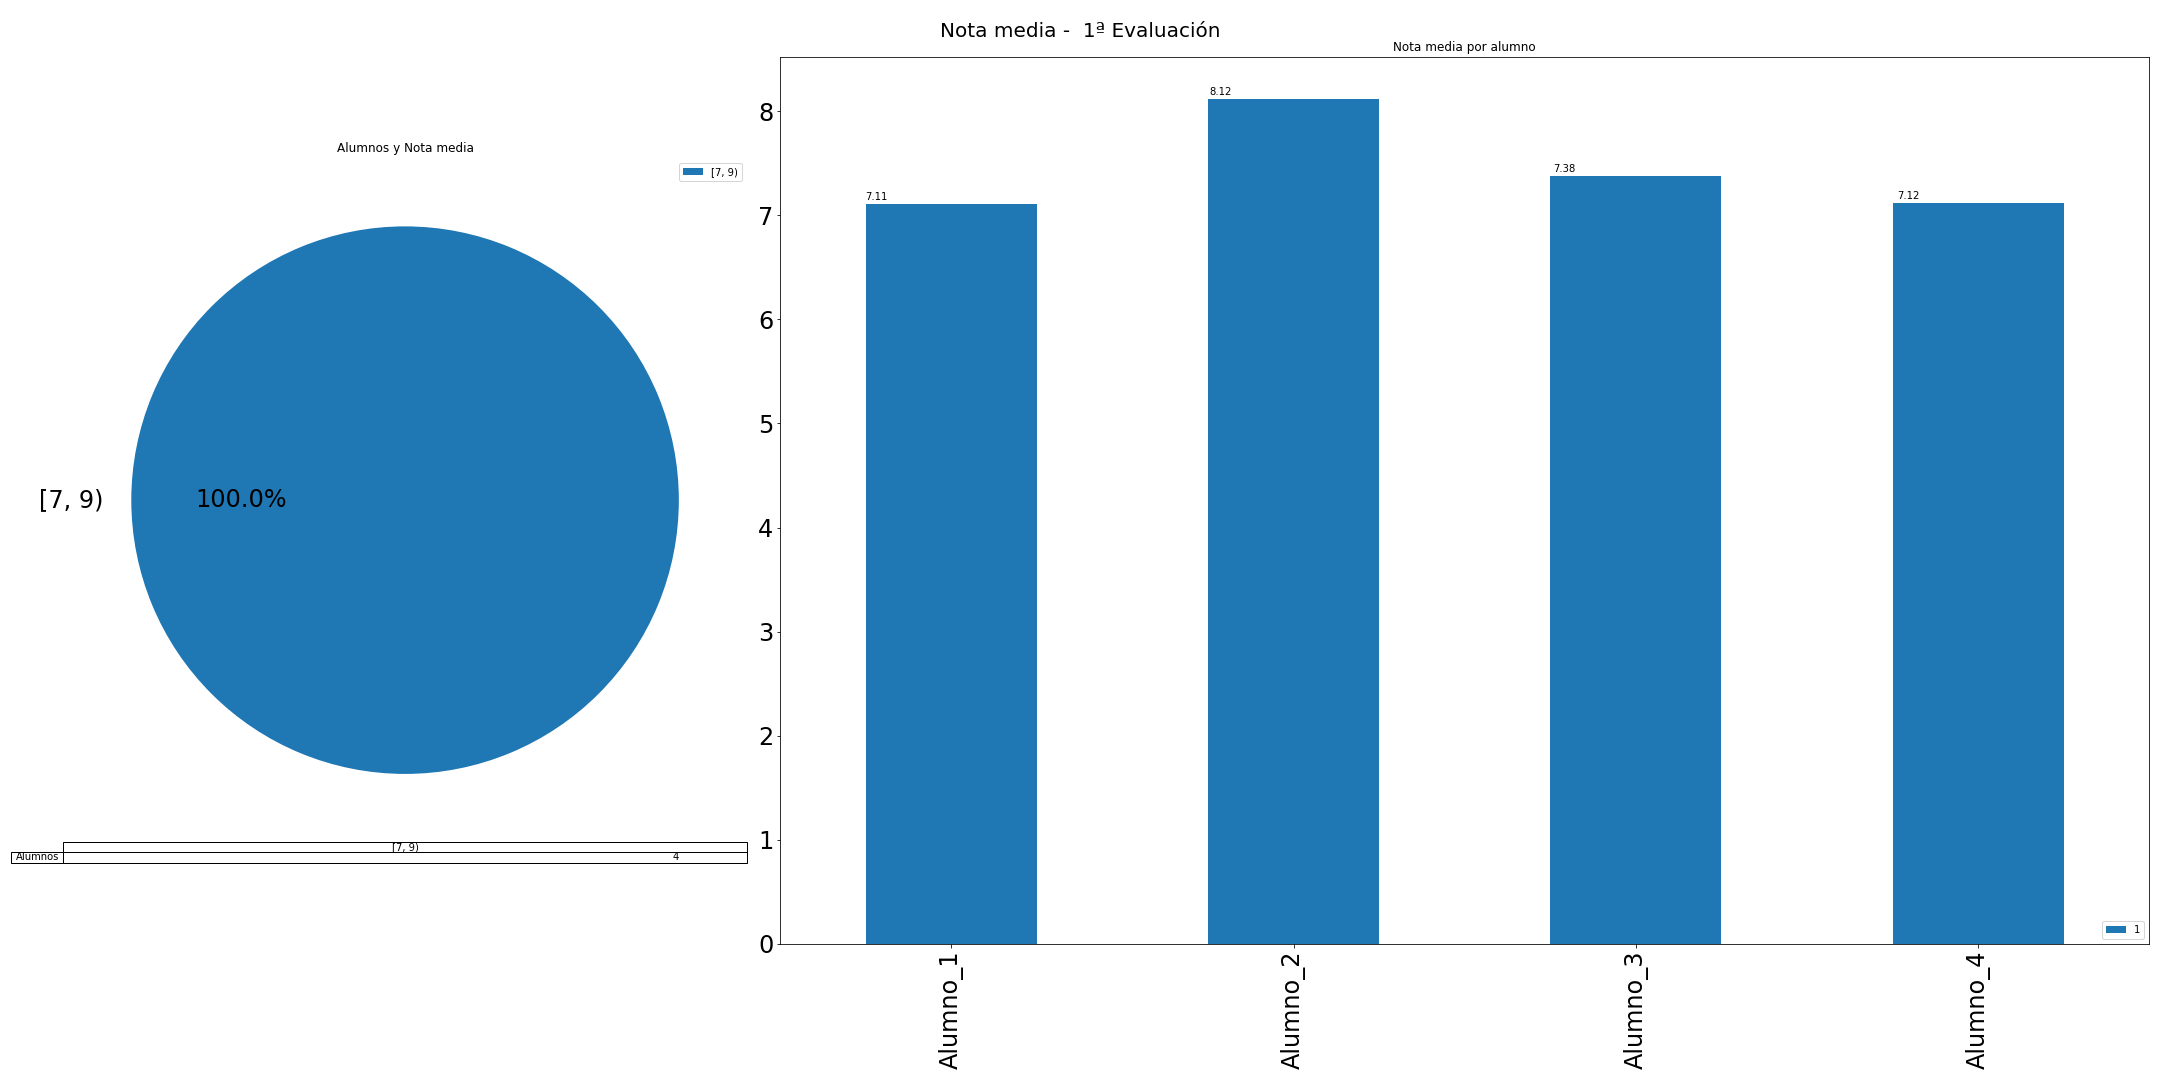 Nota media -  1ª Evaluación
Alumnos y Nota media
[7, 9)
[7, 9)
100.0%
[7, 9)
Alumnos 4
Nota media por alumno
8
7
6
5
4
3
2
1
0
7.11
8.12
7.38
7.12
1
Alumno_1
Alumno_2
Alumno_3
Alumno_4